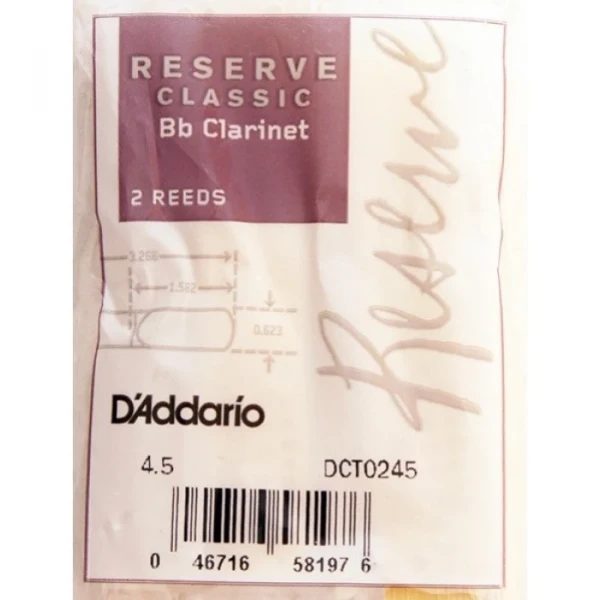 RESERVE
CLASSIC
Bb Clarinet
2 REEDS
Reserve
3.266
1.562
0.623
D'Addario
4.5 DCT0245
0 46716 58197 6